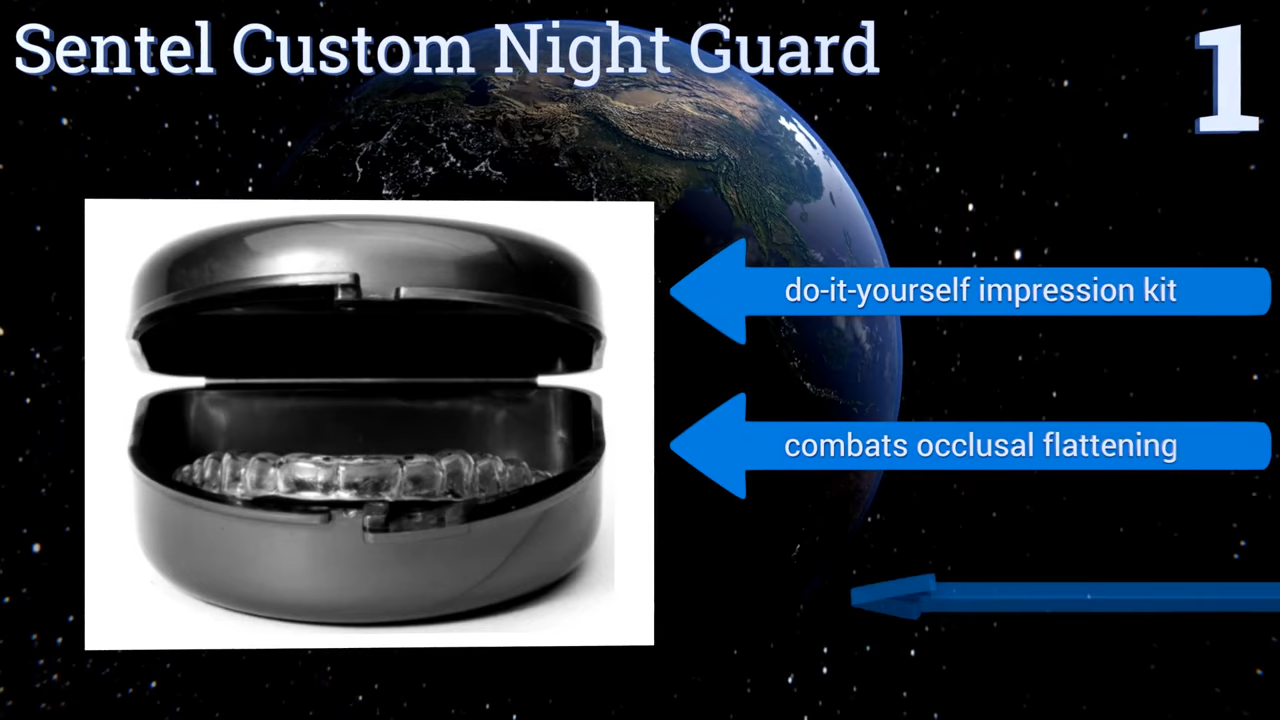 Sentel Custom Night Guard
1
do-it-yourself impression kit
combats occlusal flattening